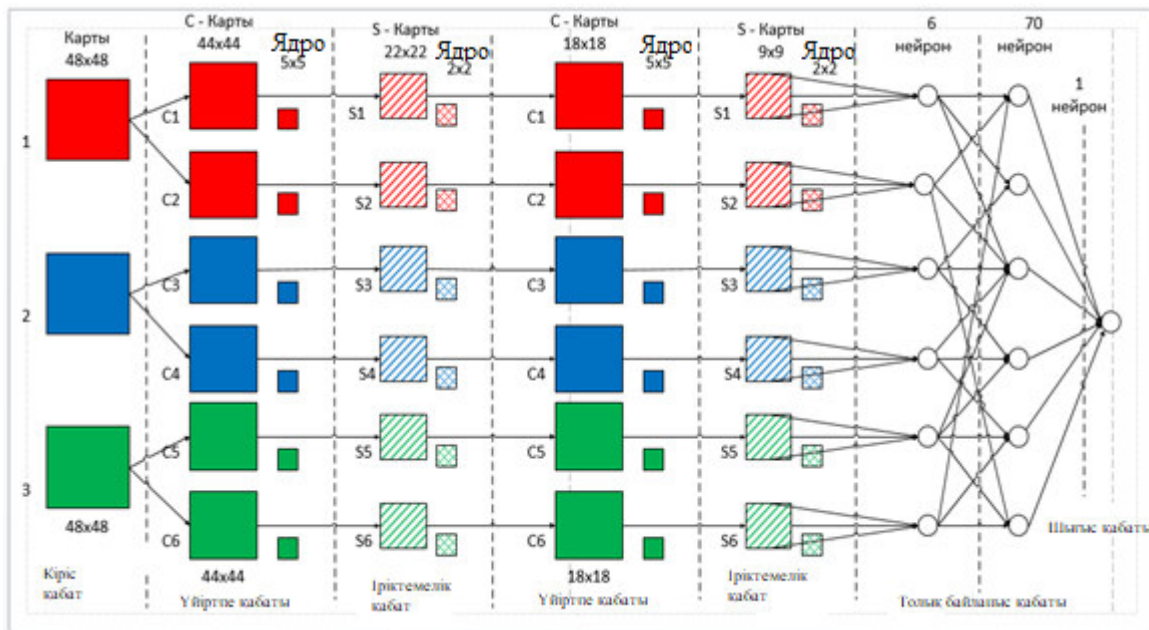 Карты
48x48
C - Карты
44x44
Ядро
5x5
S - Карты
22x22
Ядро
2x2
C - Карты
18x18
Ядро
5x5
S - Карты
9x9
Ядро
2x2
6
нейрон
70
нейрон
1
нейрон
1
C1
S1
C1
S1
C2
S2
C2
S2
2
C3
S3
C3
S3
C4
S4
C4
S4
3
C5
S5
C5
S5
C6
S6
C6
S6
48x48
44x44
18x18
Кіріс
қабат
Үйіртпе қабаты
Іріктемелік
қабат
Үйіртпе қабаты
Іріктемелік
қабат
Толық байланыс қабаты
Шығыс қабаты